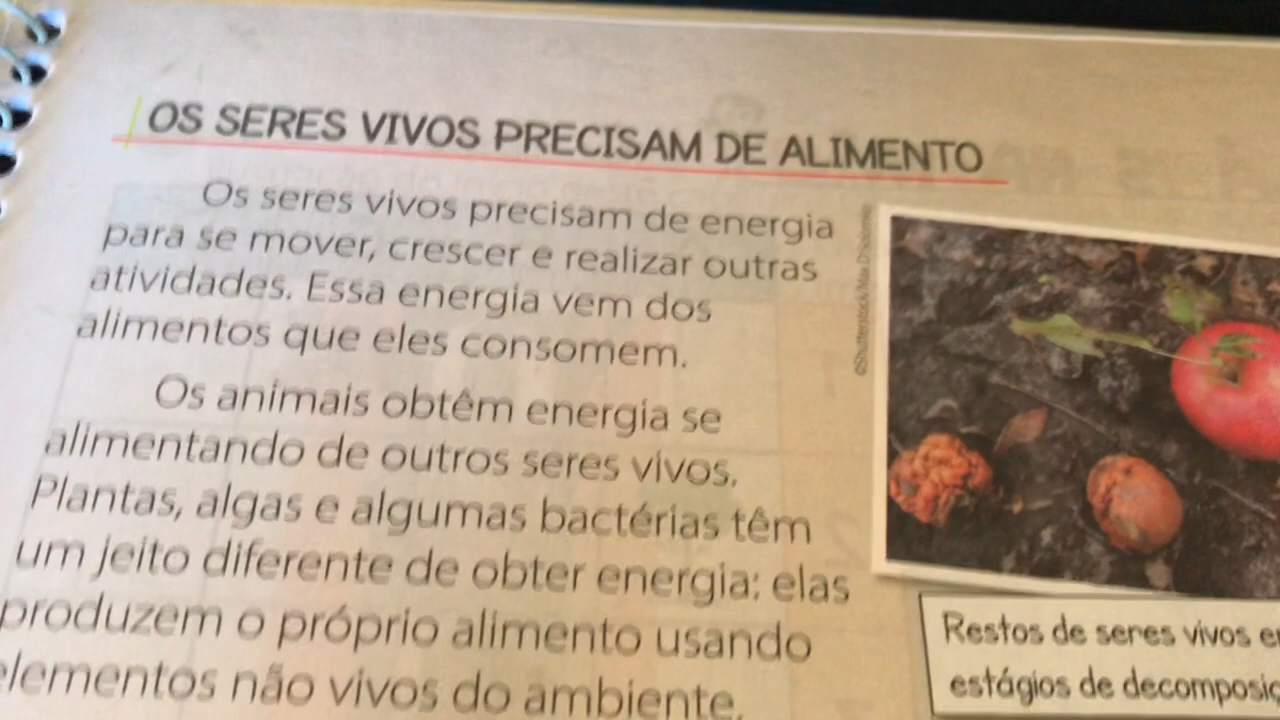 OS SERES VIVOS PRECISAM DE ALIMENTO
Os seres vivos precisam de energia
para se mover, crescer e realizar outras
atividades. Essa energia vem dos
alimentos que eles consomem.
Os animais obtêm energia se
alimentando de outros seres vivos.
Plantas, algas e algumas bactérias têm
um jeito diferente de obter energia: elas
produzem o próprio alimento usando
elementos não vivos do ambiente.
Restos de seres vivos
estágios de